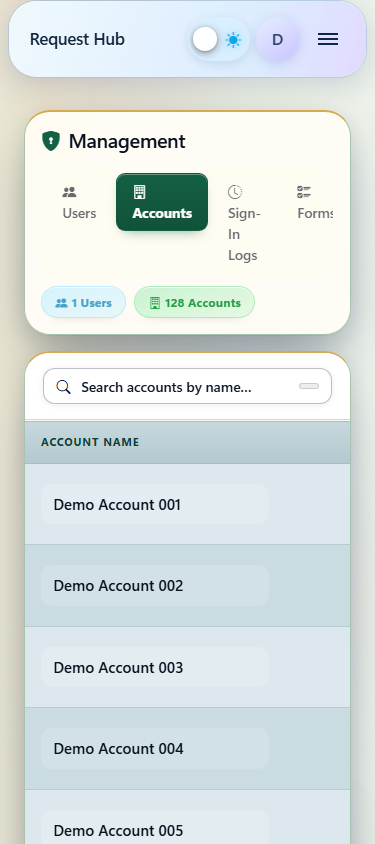 Request Hub
D
Management
Users
Accounts
Sign-
In
Logs
Forms
1 Users
128 Accounts
Search accounts by name...
ACCOUNT NAME
Demo Account 001
Demo Account 002
Demo Account 003
Demo Account 004
Demo Account 005